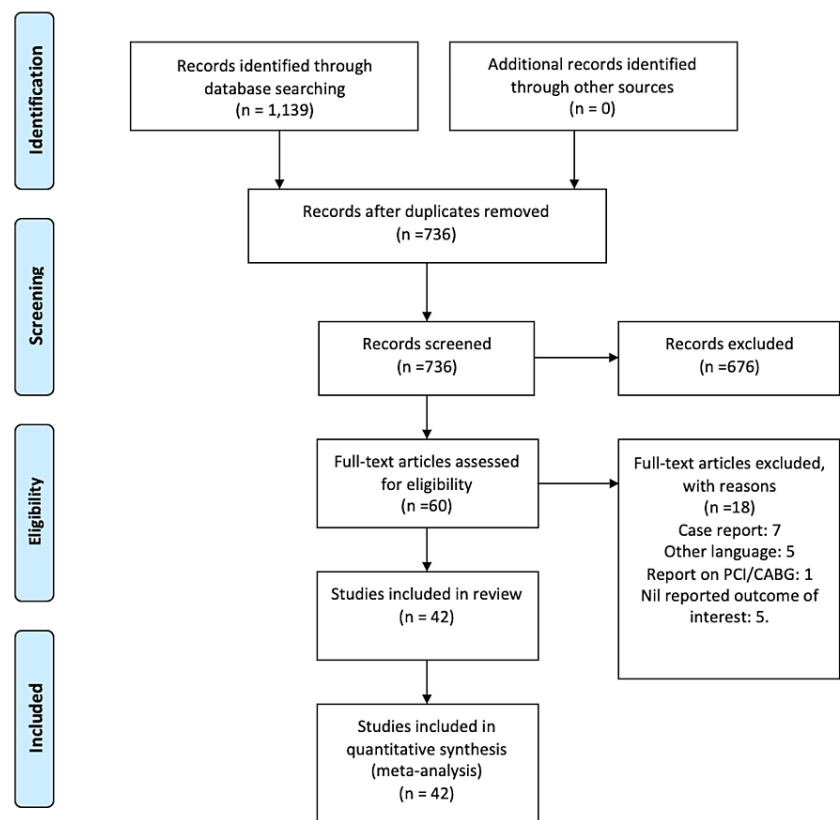 Identification
Records identified through
database searching
(n = 1,139)
Additional records identified
through other sources
(n = 0)
Records after duplicates removed
(n =736)
Screening
Records screened
(n =736)
Records excluded
(n =676)
Eligibility
Full-text articles assessed
for eligibility
(n =60)
Full-text articles excluded,
with reasons
(n =18)
Case report: 7
Other language: 5
Report on PCI/CABG: 1
Nil reported outcome of
interest: 5.
Studies included in review
(n = 42)
Included
Studies included in
quantitative synthesis
(meta-analysis)
(n = 42)